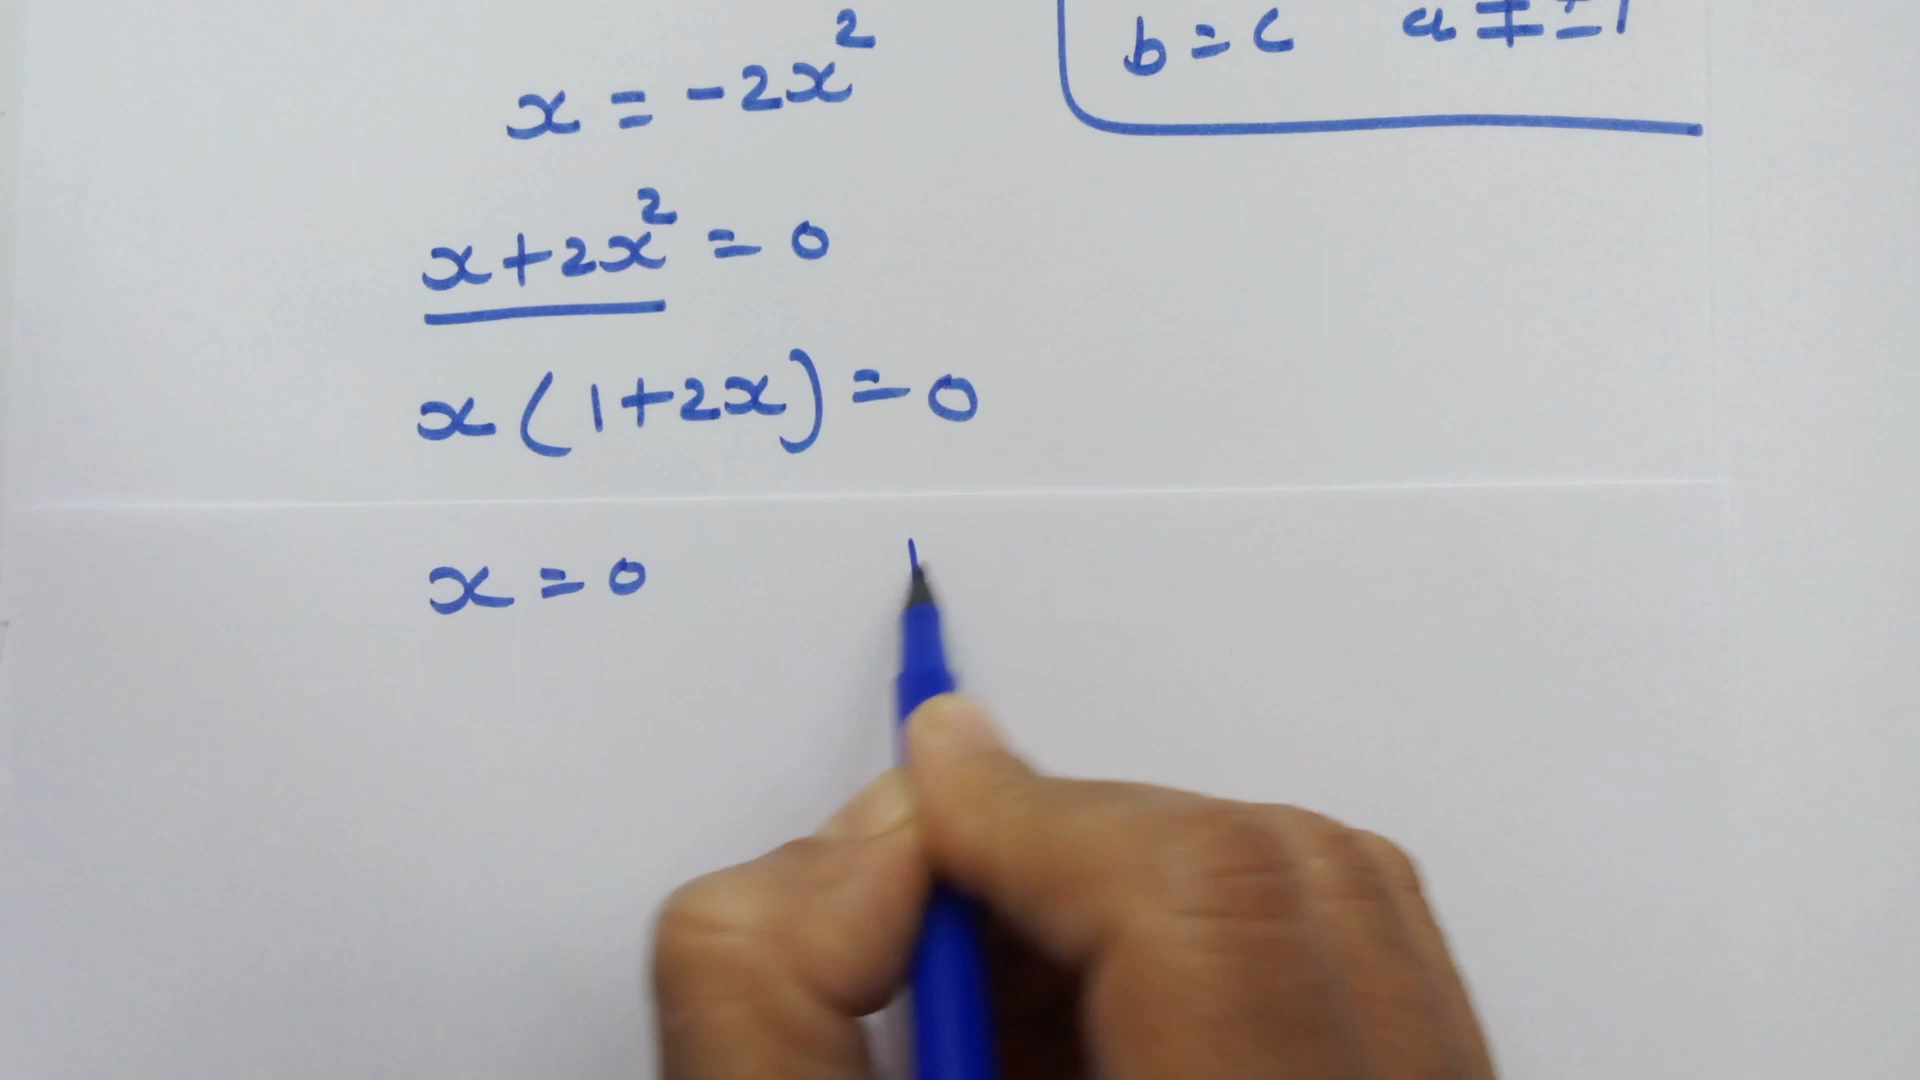 x = -2x²
b = c a ≠ ±1
x+2x² = 0
x(1+2x) = 0
x = 0